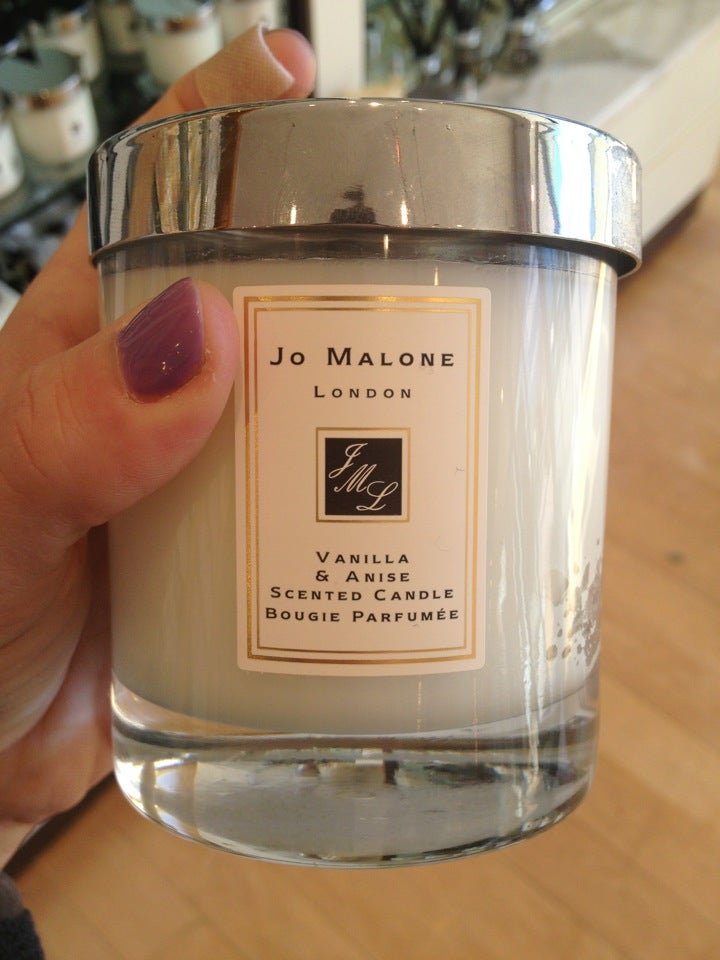 Jo Malone
London
JML
Vanilla
& Anise
Scented Candle
Bougie Parfumée